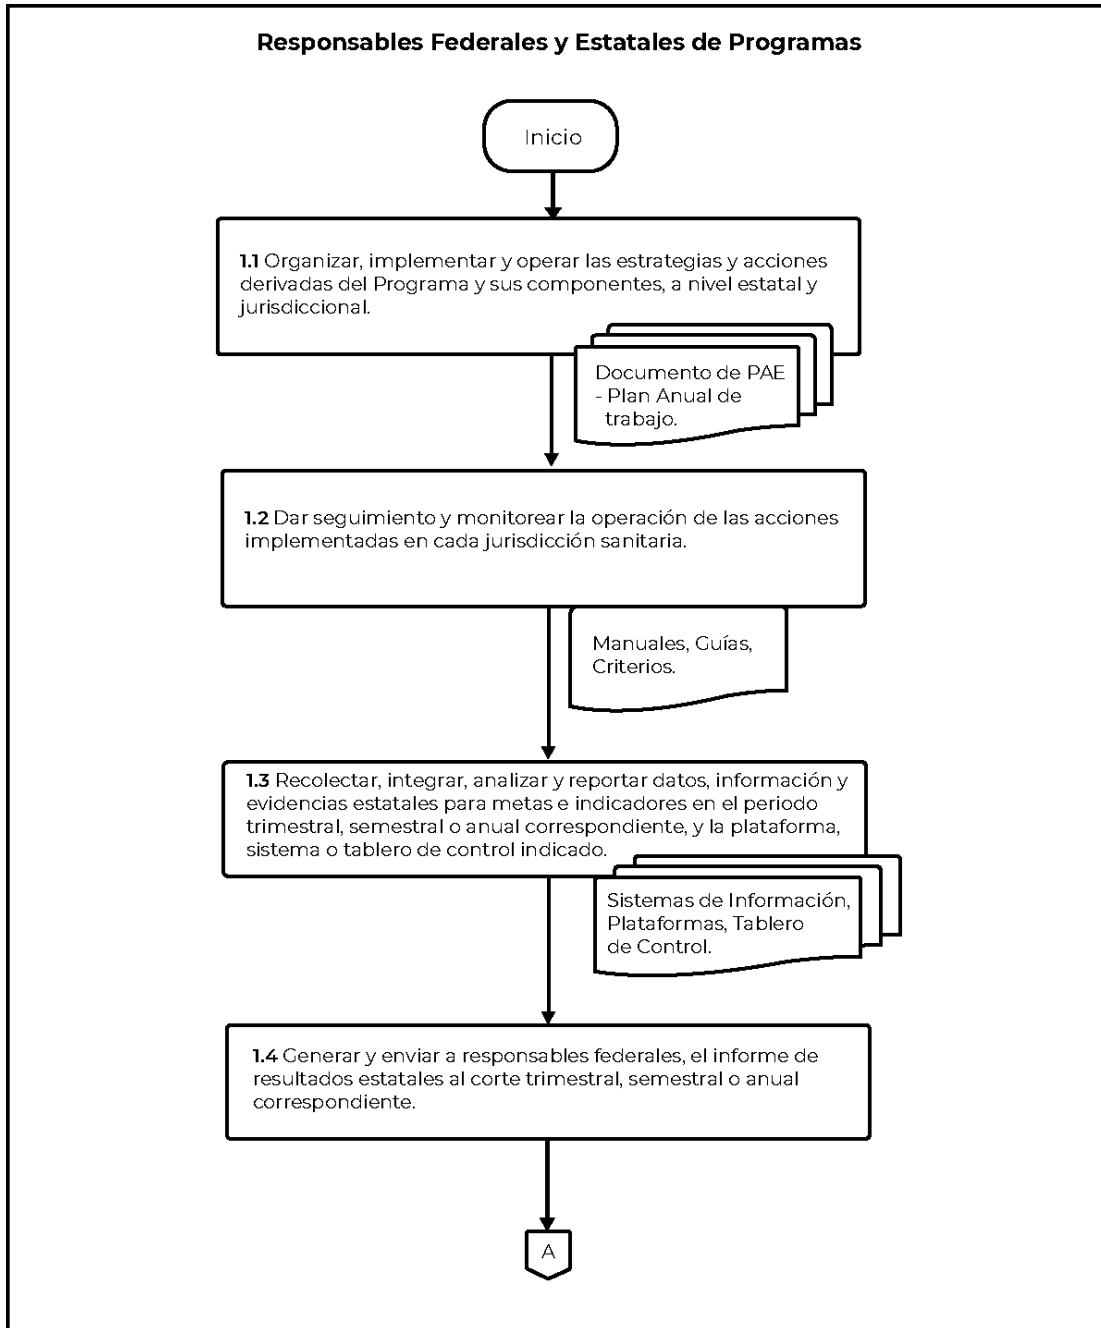 Responsables Federales y Estatales de Programas
Inicio
1.1 Organizar, implementar y operar las estrategias y acciones
derivadas del Programa y sus componentes, a nivel estatal y
jurisdiccional.
Documento de PAE
- Plan Anual de
trabajo.
1.2 Dar seguimiento y monitorear la operación de las acciones
implementadas en cada jurisdicción sanitaria.
Manuales, Guías,
Criterios.
1.3 Recolectar, integrar, analizar y reportar datos, información y
evidencias estatales para metas e indicadores en el periodo
trimestral, semestral o anual correspondiente, y la plataforma,
sistema o tablero de control indicado.
Sistemas de Información,
Plataformas, Tablero
de Control.
1.4 Generar y enviar a responsables federales, el informe de
resultados estatales al corte trimestral, semestral o anual
correspondiente.
A